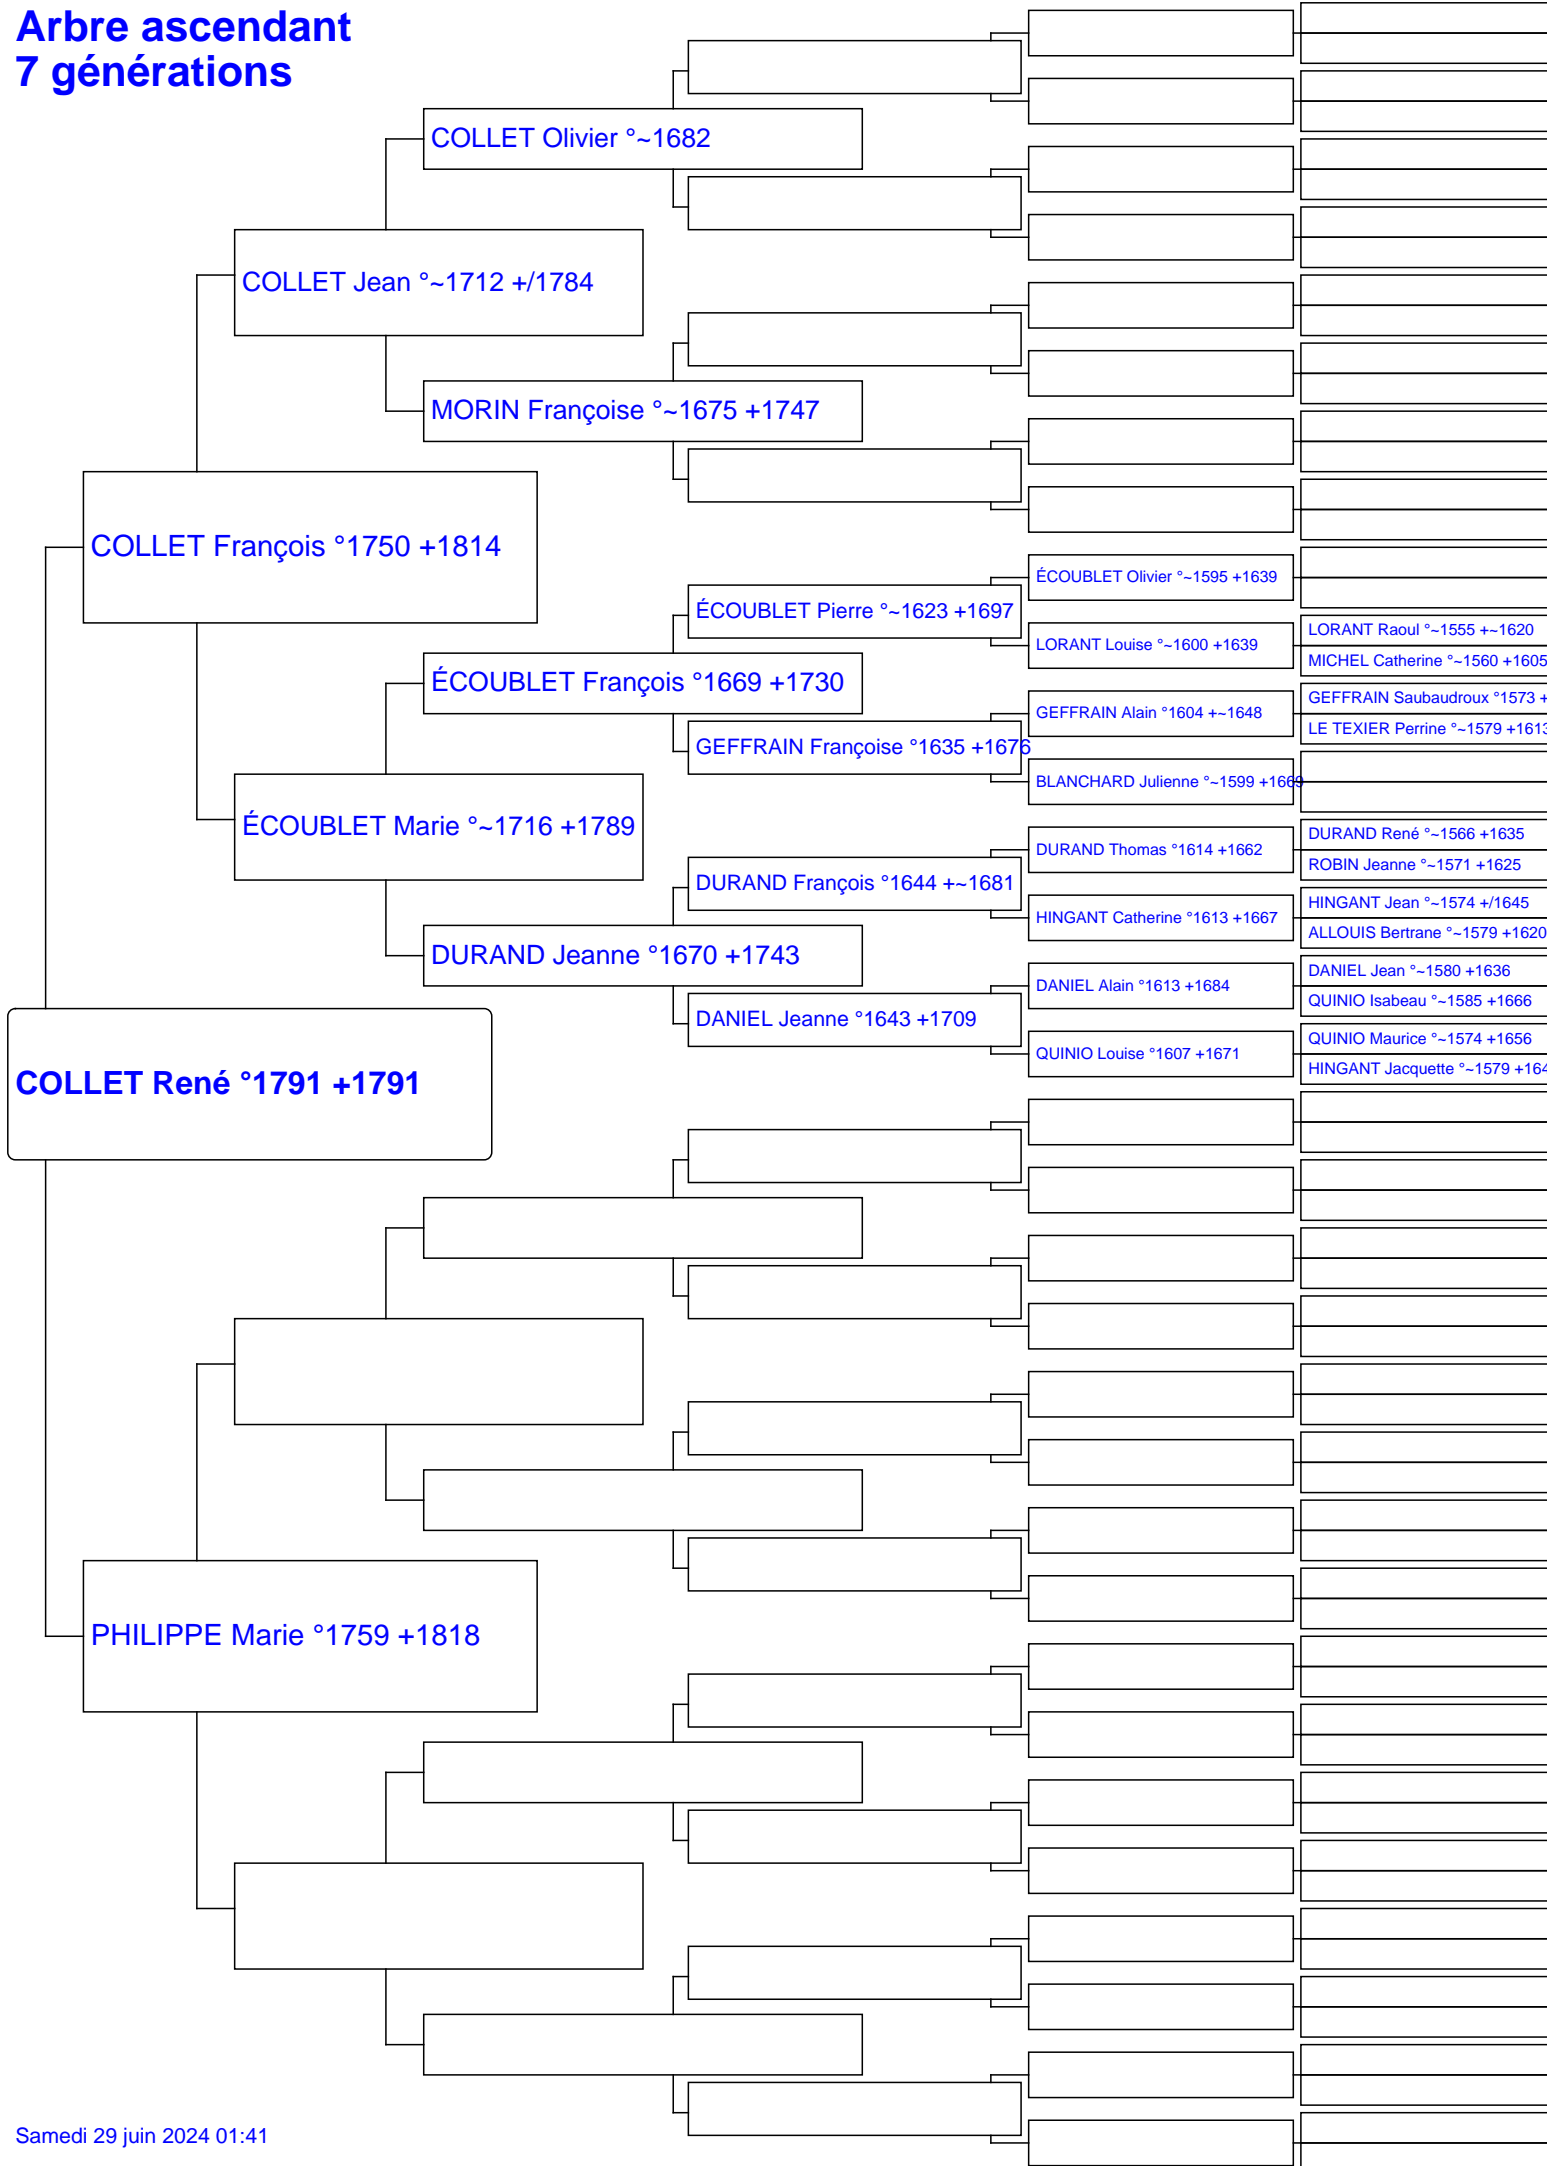 Arbre ascendant
7 générations
COLLET Olivier °~1682
COLLET Jean °~1712 +/1784
MORIN Françoise °~1675 +1747
COLLET François °1750 +1814
ÉCOUBLET Olivier °~1595 +1639
ÉCOUBLET Pierre °~1623 +1697
LORANT Raoul °~1555 +~1620
LORANT Louise °~1600 +1639
MICHEL Catherine °~1560 +1605
ÉCOUBLET François °1669 +1730
GEFFRAIN Saubaudroux °1573 +
GEFFRAIN Alain °1604 +~1648
LE TEXIER Perrine °~1579 +1613
GEFFRAIN Françoise °1635 +1676
BLANCHARD Julienne °~1599 +1669
ÉCOUBLET Marie °~1716 +1789
DURAND René °~1566 +1635
DURAND Thomas °1614 +1662
ROBIN Jeanne °~1571 +1625
DURAND François °1644 +~1681
HINGANT Jean °~1574 +/1645
HINGANT Catherine °1613 +1667
ALLOUIS Bertrane °~1579 +1620
DURAND Jeanne °1670 +1743
DANIEL Jean °~1580 +1636
DANIEL Alain °1613 +1684
QUINIO Isabeau °~1585 +1666
DANIEL Jeanne °1643 +1709
QUINIO Maurice °~1574 +1656
QUINIO Louise °1607 +1671
HINGANT Jacquette °~1579 +164
COLLET René °1791 +1791
PHILIPPE Marie °1759 +1818
Samedi 29 juin 2024 01:41